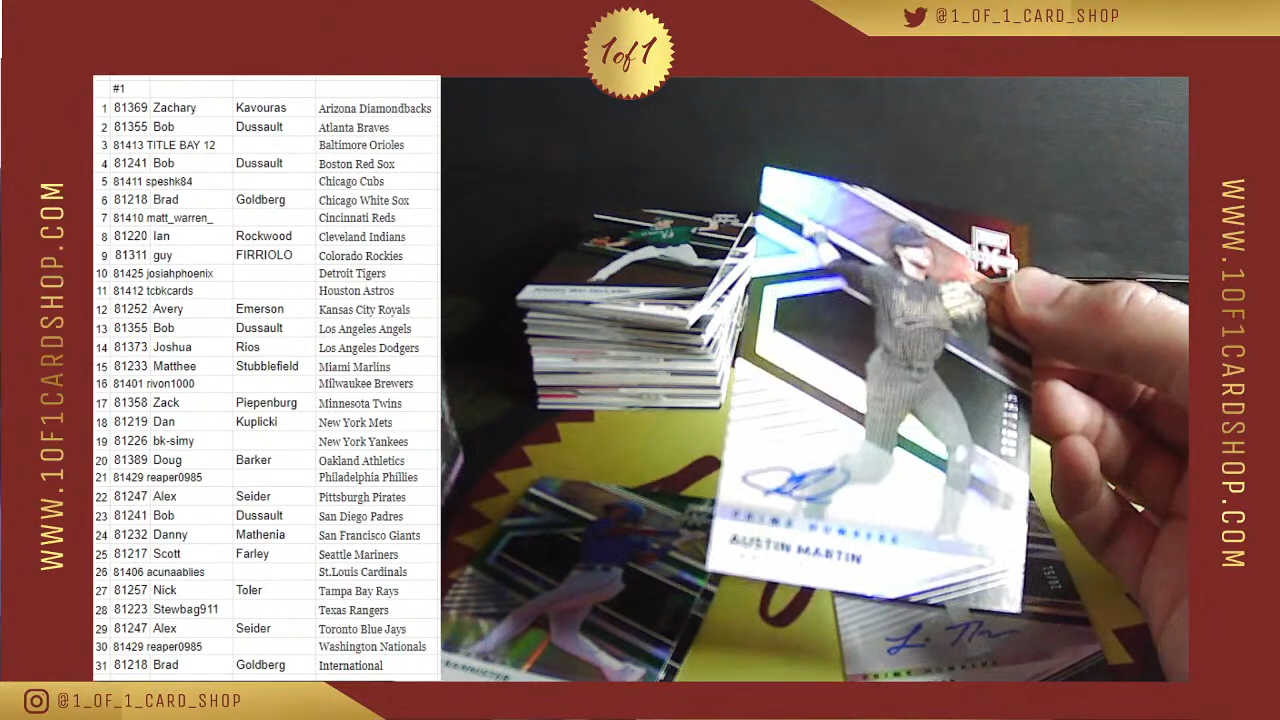 @1_OF_1_CARD_SHOP
1of1
#1
1 81369 Zachary Kavouras Arizona Diamondbacks
2 81355 Bob Dussault Atlanta Braves
3 81413 TITLE BAY 12 Baltimore Orioles
4 81241 Bob Dussault Boston Red Sox
5 81411 speshk84 Chicago Cubs
6 81218 Brad Goldberg Chicago White Sox
7 81410 matt_warren_ Cincinnati Reds
8 81220 Ian Rockwood Cleveland Indians
9 81311 guy FIRRIOLO Colorado Rockies
10 81425 josiahphoenix Detroit Tigers
11 81412 tcbkcards Houston Astros
12 81252 Avery Emerson Kansas City Royals
13 81355 Bob Dussault Los Angeles Angels
14 81373 Joshua Rios Los Angeles Dodgers
15 81233 Matthee Stubblefield Miami Marlins
16 81401 rivon1000 Milwaukee Brewers
17 81358 Zack Piepenburg Minnesota Twins
18 81219 Dan Kuplicki New York Mets
19 81226 bk-simy New York Yankees
20 81389 Doug Barker Oakland Athletics
21 81429 reaper0985 Philadelphia Phillies
22 81247 Alex Seider Pittsburgh Pirates
23 81241 Bob Dussault San Diego Padres
24 81232 Danny Mathenia San Francisco Giants
25 81217 Scott Farley Seattle Mariners
26 81406 acunaablies St.Louis Cardinals
27 81257 Nick Toler Tampa Bay Rays
28 81223 Stewbag911 Texas Rangers
29 81247 Alex Seider Toronto Blue Jays
30 81429 reaper0985 Washington Nationals
31 81218 Brad Goldberg International
WWW.1OF1CARDSHOP.COM
WWW.1OF1CARDSHOP.COM
PRIME NUMBERS
AUSTIN MARTIN
PRIME NUMBERS
@1_OF_1_CARD_SHOP